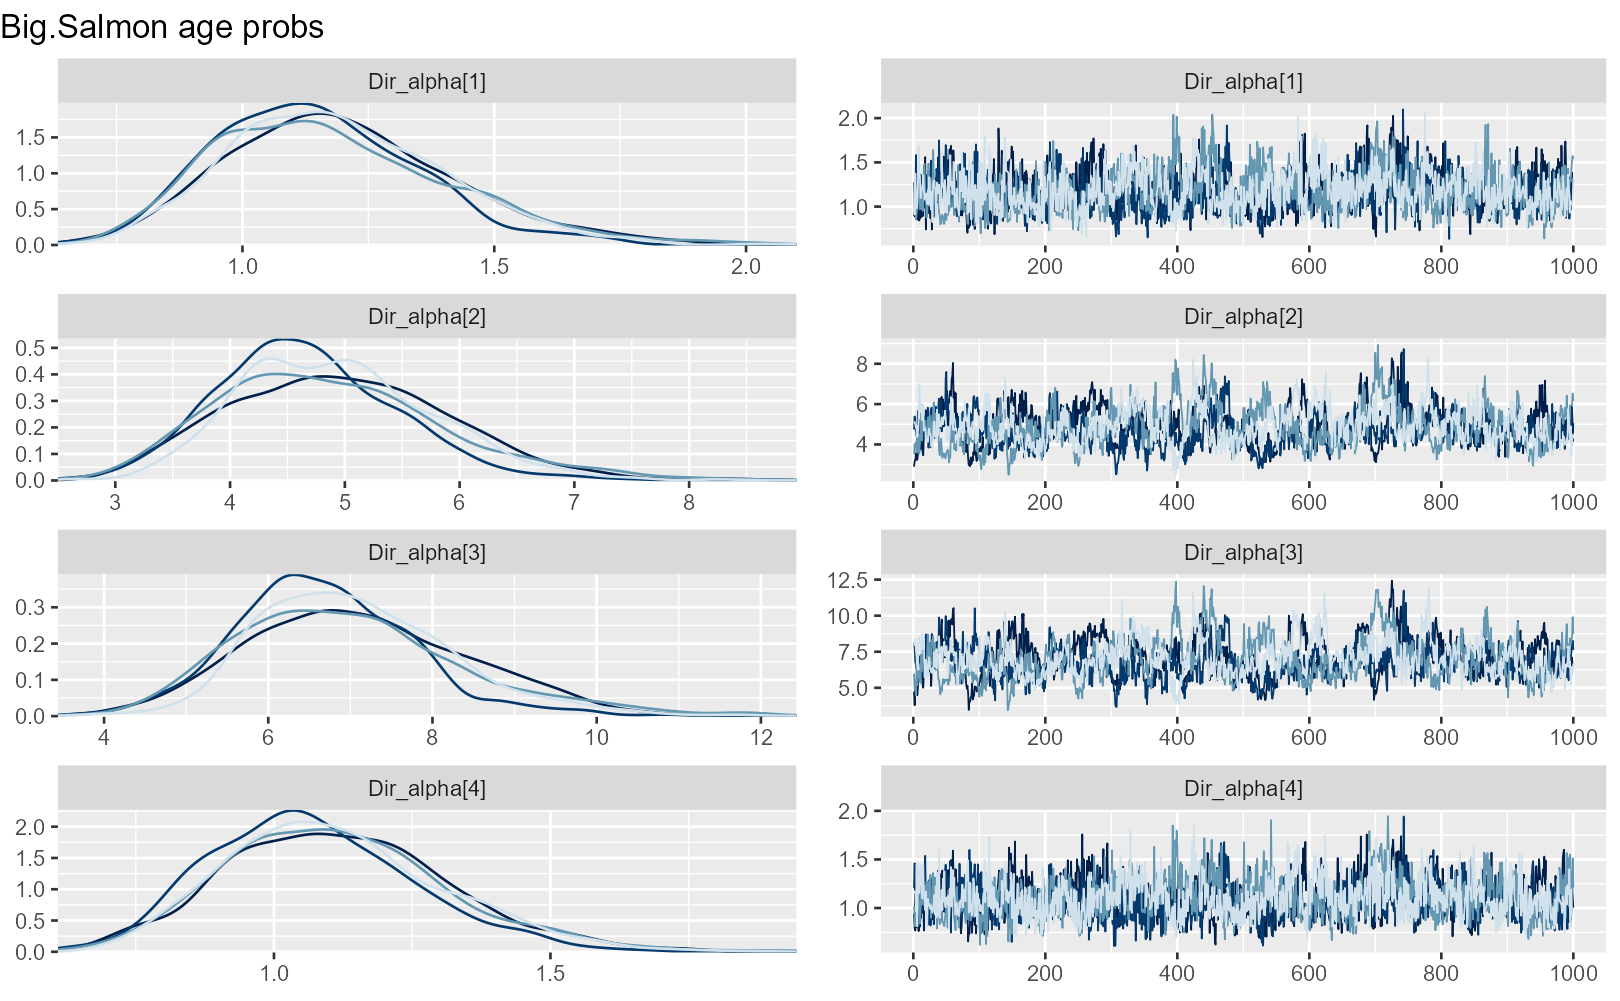 Big.Salmon age probs
Dir_alpha[1] Dir_alpha[1]
1.5
1.0
0.5
0.0
1.0 1.5 2.0
2.0
1.5
1.0
0 200 400 600 800 1000
Dir_alpha[2] Dir_alpha[2]
0.5
0.4
0.3
0.2
0.1
0.0
3 4 5 6 7 8
8
6
4
0 200 400 600 800 1000
Dir_alpha[3] Dir_alpha[3]
0.3
0.2
0.1
0.0
4 6 8 10 12
12.5
10.0
7.5
5.0
0 200 400 600 800 1000
Dir_alpha[4] Dir_alpha[4]
2.0
1.5
1.0
0.5
0.0
1.0 1.5
2.0
1.5
1.0
0 200 400 600 800 1000